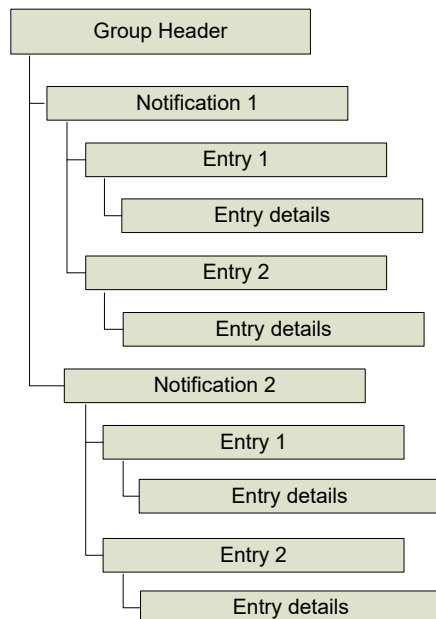 Group Header
Notification 1
Entry 1
Entry details
Entry 2
Entry details
Notification 2
Entry 1
Entry details
Entry 2
Entry details